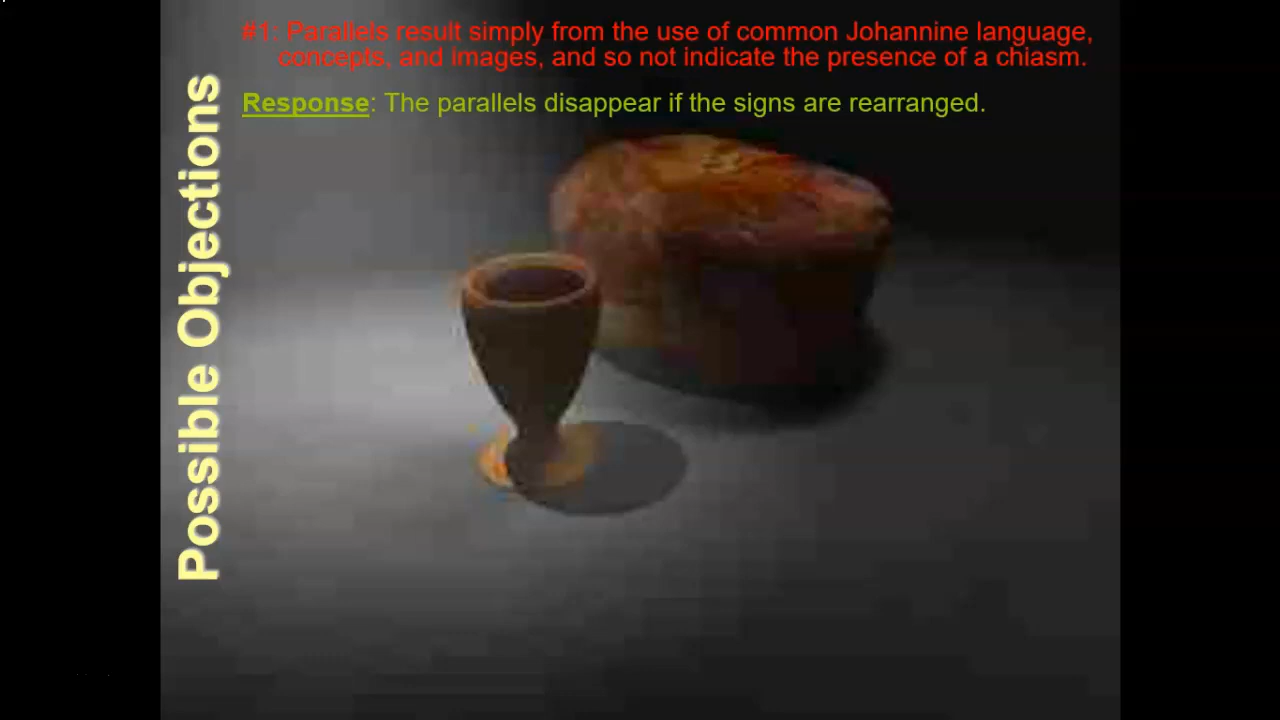 Possible Objections
#1: Parallels result simply from the use of common Johannine language,
concepts, and images, and so not indicate the presence of a chiasm.
Response: The parallels disappear if the signs are rearranged.